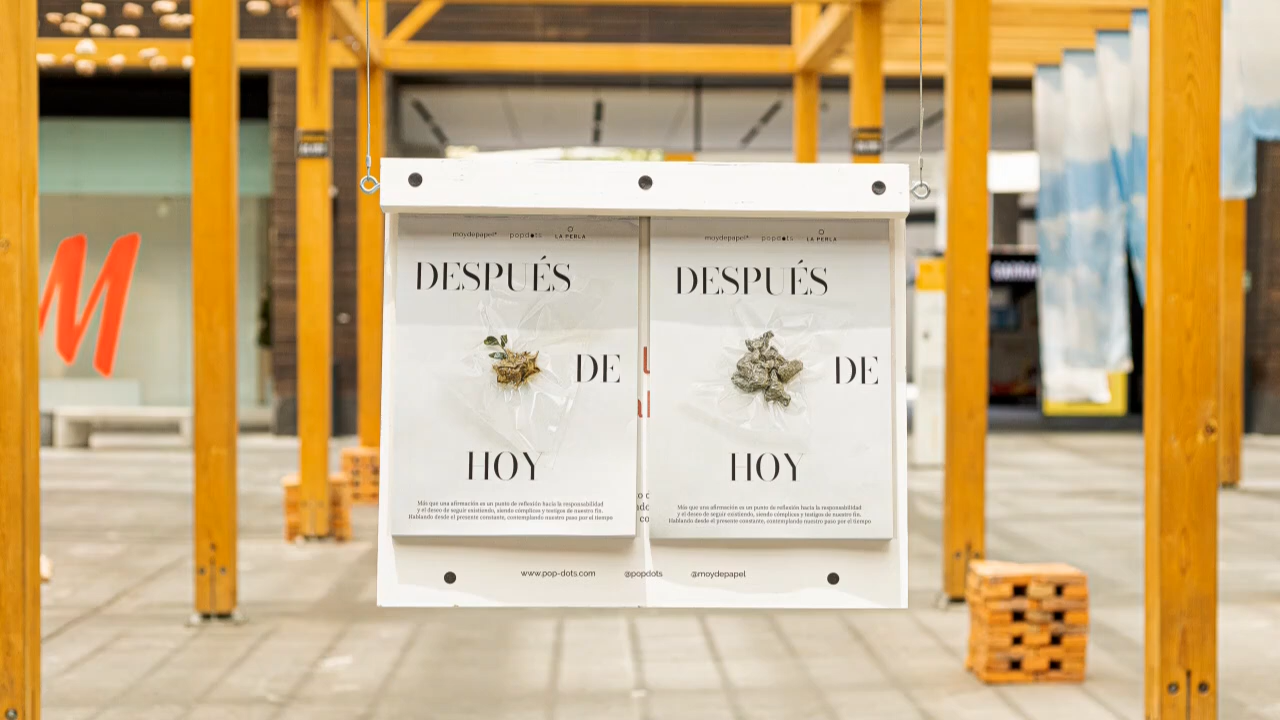 moydepapel® popdots LA PERLA
DESPUÉS
DE
HOY
Más que una afirmación es un punto de reflexión hacia la responsabilidad
y el deseo de seguir existiendo, siendo cómplices y testigos de nuestro fin.
Hablando desde el presente constante, contemplando nuestro paso por el tiempo
moydepapel® popdots LA PERLA
DESPUÉS
DE
HOY
Más que una afirmación es un punto de reflexión hacia la responsabilidad
y el deseo de seguir existiendo, siendo cómplices y testigos de nuestro fin.
Hablando desde el presente constante, contemplando nuestro paso por el tiempo
www.pop-dots.com @popdots @moydepapel
M